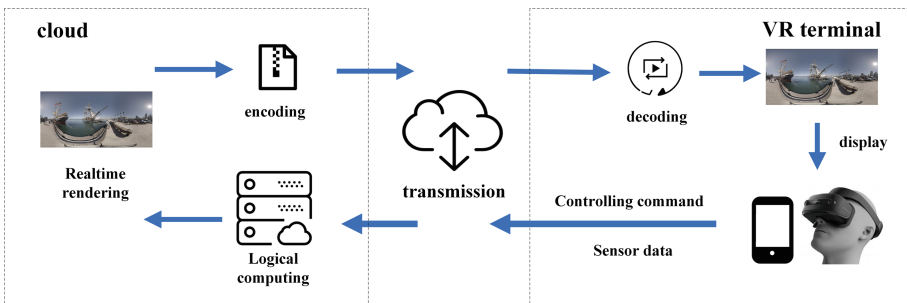 cloud
VR terminal
encoding
decoding
display
Realtime
rendering
transmission
Controlling command
Sensor data
Logical
computing